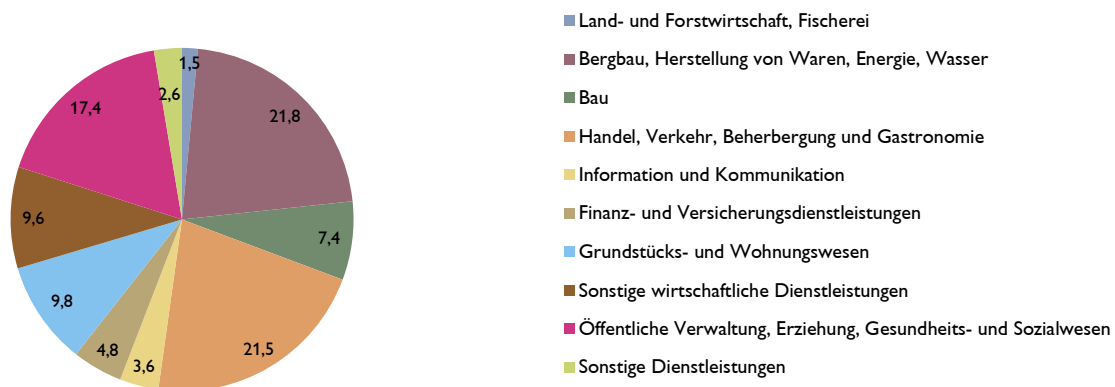 Land- und Forstwirtschaft, Fischerei
Bergbau, Herstellung von Waren, Energie, Wasser
Bau
Handel, Verkehr, Beherbergung und Gastronomie
Information und Kommunikation
Finanz- und Versicherungsdienstleistungen
Grundstücks- und Wohnungswesen
Sonstige wirtschaftliche Dienstleistungen
Öffentliche Verwaltung, Erziehung, Gesundheits- und Sozialwesen
Sonstige Dienstleistungen
1,5
21,8
7,4
21,5
3,6
4,8
9,8
9,6
17,4
2,6